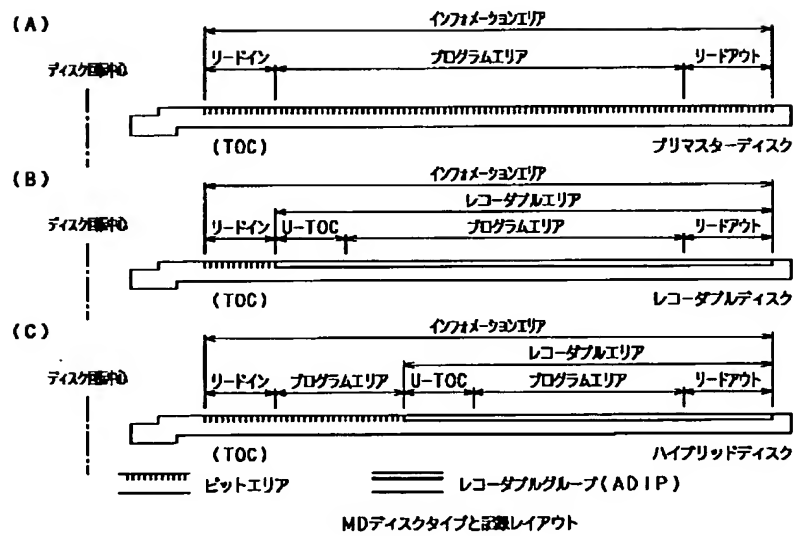 (A)
インフォメーションエリア
リードイン プログラムエリア リードアウト
ディスク回転中心
(TOC) プリマスターディスク
(B)
インフォメーションエリア
レコーダブルエリア
リードイン U-TOC プログラムエリア リードアウト
ディスク回転中心
(TOC) レコーダブルディスク
(C)
インフォメーションエリア
レコーダブルエリア
リードイン プログラムエリア U-TOC プログラムエリア リードアウト
ディスク回転中心
(TOC) ハイブリッドディスク
ピットエリア レコーダブルグループ(ADIP)
MDディスクタイプと記録レイアウト